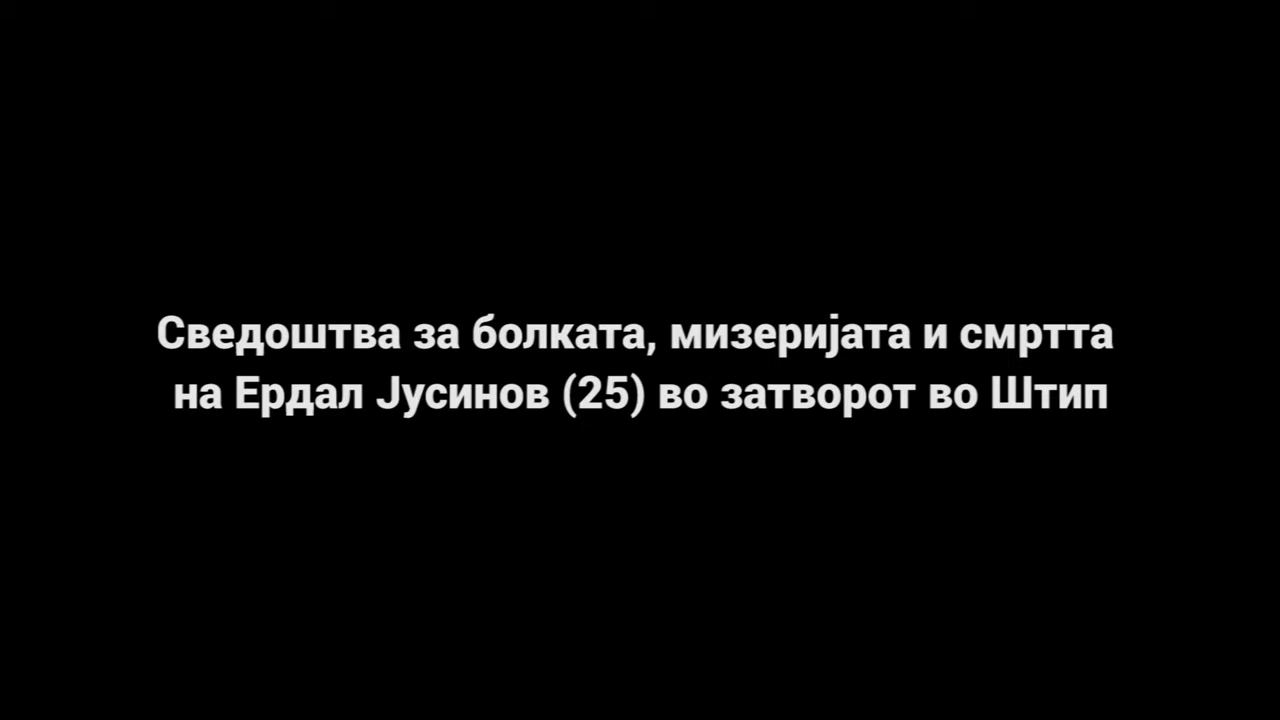 Сведоштва за болката, мизеријата и смртта
на Ердал Јусинов (25) во затворот во Штип